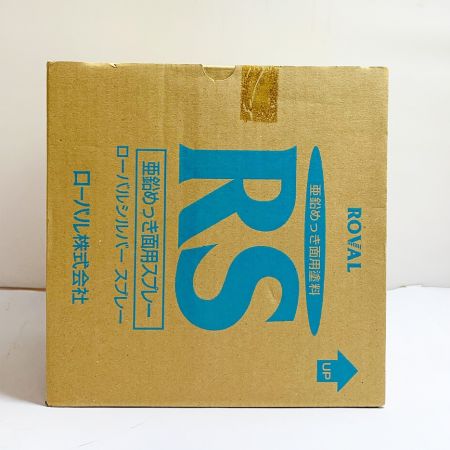 ROVAL
亜鉛めっき面用塗料
RS
亜鉛めっき面用スプレー
ローバルシルバー スプレー
ローバル株式会社
UP